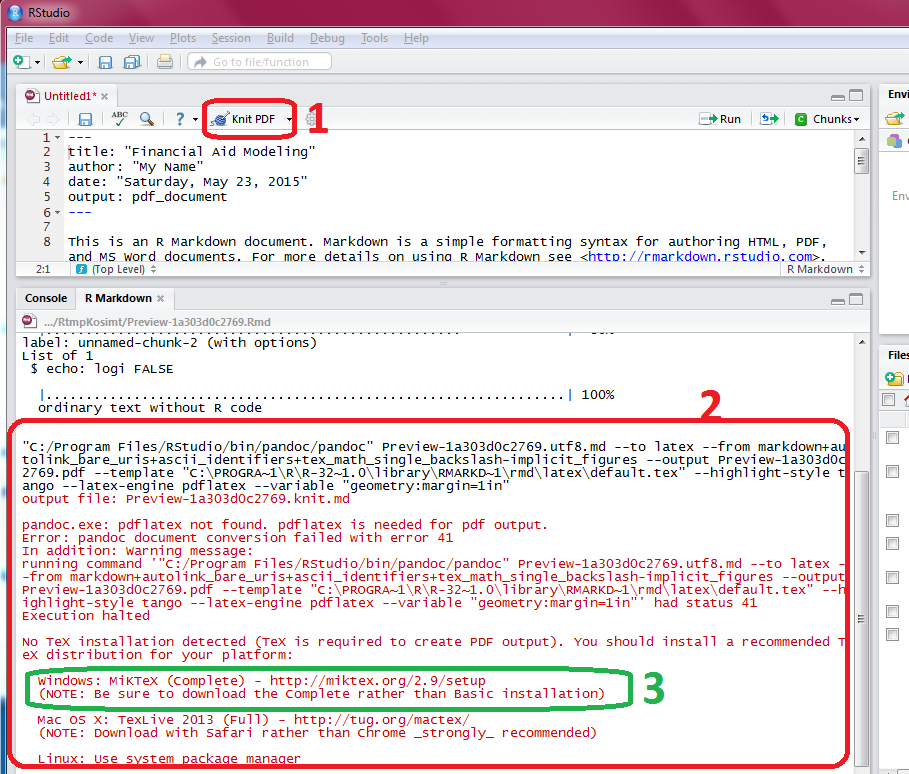 RStudio
File Edit Code View Plots Session Build Debug Tools Help
Go to file/function
Untitled1*
Envi
ABC ? Knit PDF 1 Run Chunks
1 ---
2 title: "Financial Aid Modeling"
3 author: "My Name"
4 date: "Saturday, May 23, 2015"
5 output: pdf_document
6 ---
7
8 This is an R Markdown document. Markdown is a simple formatting syntax for authoring HTML, PDF,
and MS Word documents. For more details on using R Markdown see <http://rmarkdown.rstudio.com>.
Env
2:1 (Top Level) R Markdown
Console R Markdown
.../RtmpKosimt/Preview-1a303d0c2769.Rmd
Files
label: unnamed-chunk-2 (with options)
List of 1
$ echo: logi FALSE
|.................................................................| 100%
ordinary text without R code
2
"C:/Program Files/RStudio/bin/pandoc/pandoc" Preview-1a303d0c2769.utf8.md --to latex --from markdown+au
tolink_bare_uris+ascii_identifiers+tex_math_single_backslash-implicit_figures --output Preview-1a303d0c
2769.pdf --template "C:\PROGRA~1\R\R-32~1.0\library\RMARKD~1\rmd\latex\default.tex" --highlight-style t
ango --latex-engine pdflatex --variable "geometry:margin=1in"
output file: Preview-1a303d0c2769.knit.md
pandoc.exe: pdflatex not found. pdflatex is needed for pdf output.
Error: pandoc document conversion failed with error 41
In addition: Warning message:
running command '"C:/Program Files/RStudio/bin/pandoc/pandoc" Preview-1a303d0c2769.utf8.md --to latex -
-from markdown+autolink_bare_uris+ascii_identifiers+tex_math_single_backslash-implicit_figures --output
Preview-1a303d0c2769.pdf --template "C:\PROGRA~1\R\R-32~1.0\library\RMARKD~1\rmd\latex\default.tex" --h
ighlight-style tango --latex-engine pdflatex --variable "geometry:margin=1in"' had status 41
Execution halted
No TeX installation detected (TeX is required to create PDF output). You should install a recommended T
eX distribution for your platform:
Windows: MiKTeX (Complete) - http://miktex.org/2.9/setup
(NOTE: Be sure to download the Complete rather than Basic installation)
3
Mac OS X: TexLive 2013 (Full) - http://tug.org/mactex/
(NOTE: Download with Safari rather than Chrome _strongly_ recommended)
Linux: Use system package manager